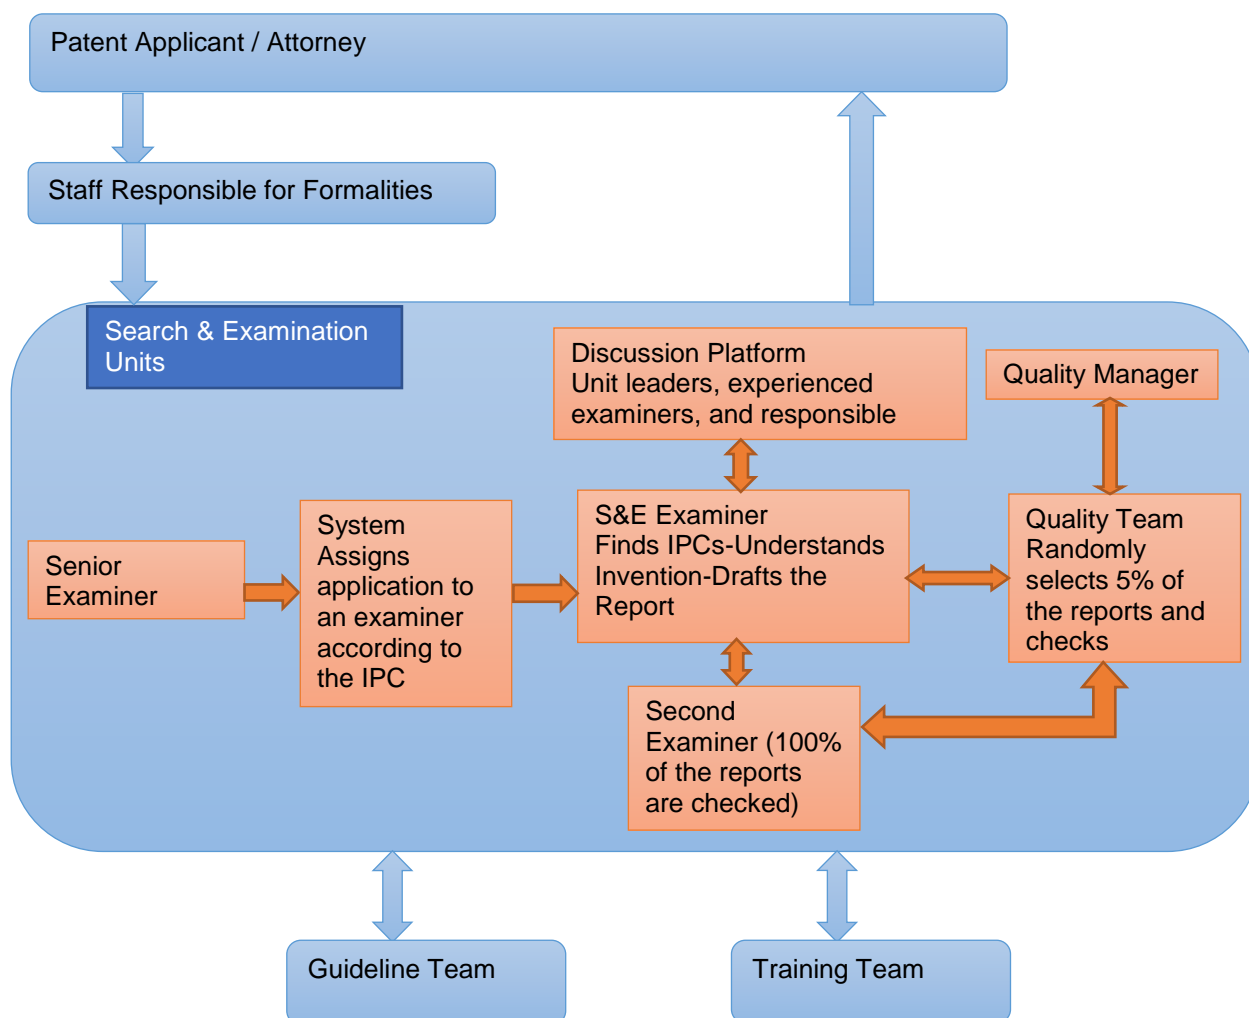 Patent Applicant / Attorney
Staff Responsible for Formalities
Search & Examination
Units
Discussion Platform
Unit leaders, experienced
examiners, and responsible
Quality Manager
Senior
Examiner
System
Assigns
application to
an examiner
according to
the IPC
S&E Examiner
Finds IPCs-Understands
Invention-Drafts the
Report
Quality Team
Randomly
selects 5% of
the reports and
checks
Second
Examiner (100%
of the reports
are checked)
Guideline Team
Training Team